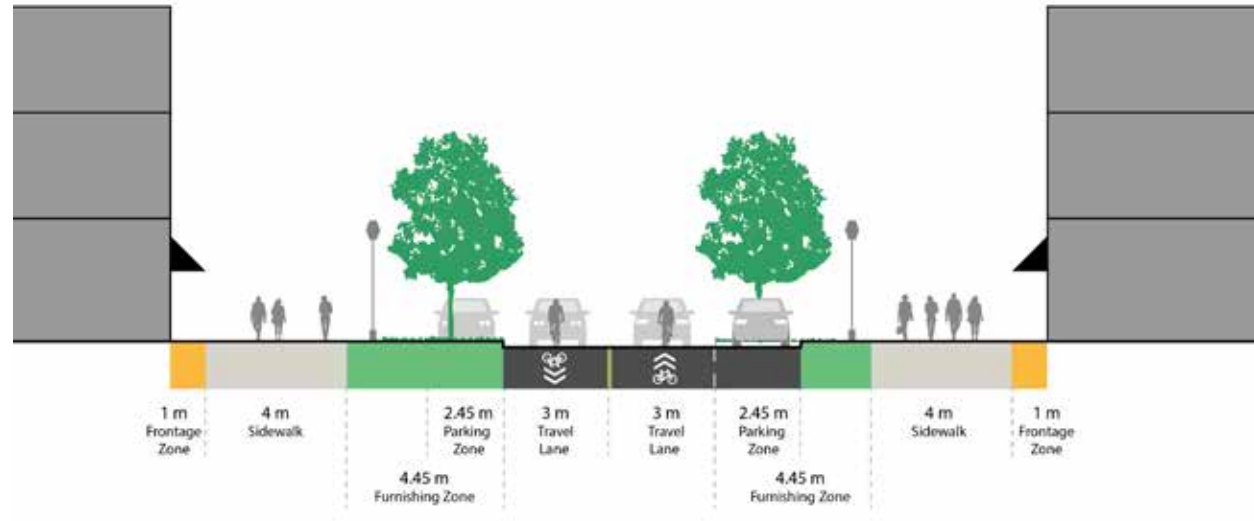 1 m
Frontage
Zone
4 m
Sidewalk
2.45 m
Parking
Zone
3 m
Travel
Lane
3 m
Travel
Lane
2.45 m
Parking
Zone
4 m
Sidewalk
1 m
Frontage
Zone
4.45 m
Furnishing Zone
4.45 m
Furnishing Zone